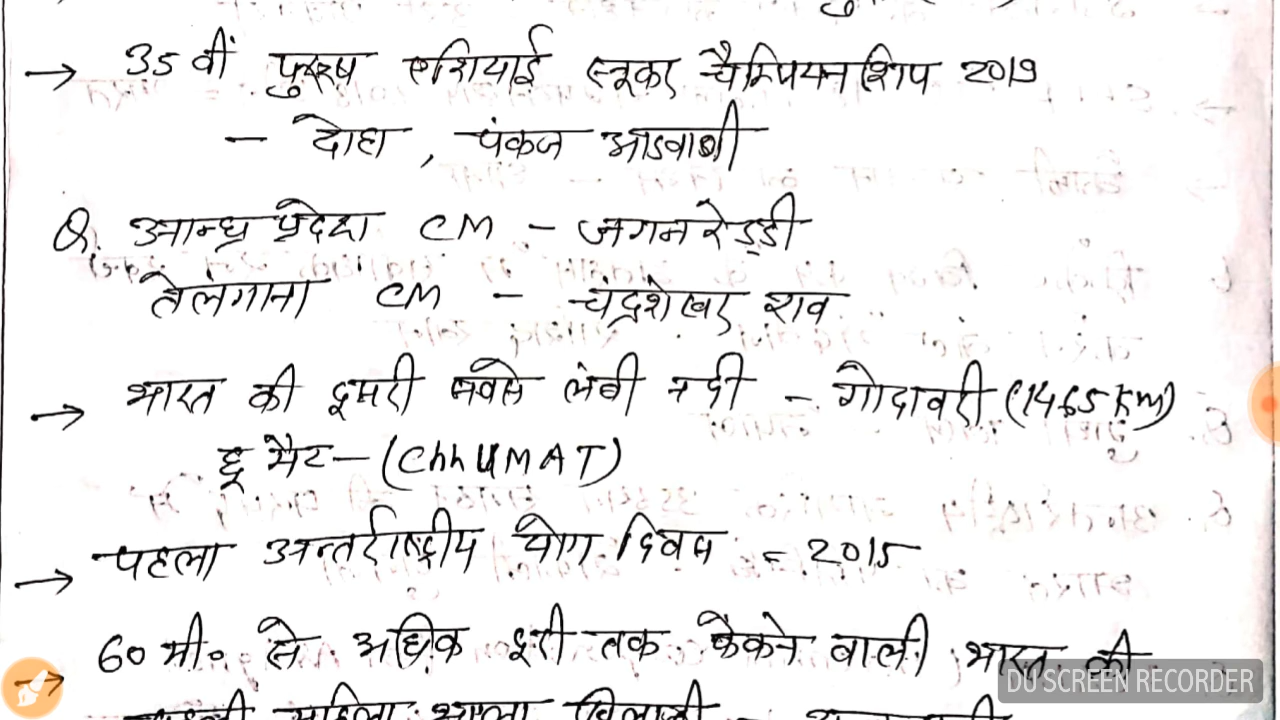 → 35 वीं पुरुष एशियाई स्नूकर चैम्पियनशिप 2019
- दोहा, पंकज आडवाणी
Q. आन्ध्र प्रदेश CM - जगन रेड्डी
तेलंगाना CM - चंद्रशेखर राव
→ भारत की दूसरी सबसे लंबी नदी - गोदावरी (1465 Km)
छू मैट - (ChhUMAT)
→ पहला अन्तर्राष्ट्रीय योग दिवस = 2015
→ 60 मी० से अधिक दूरी तक फेंकने वाली भारत की
महिला भाला खिलाड़ी -
DU SCREEN RECORDER